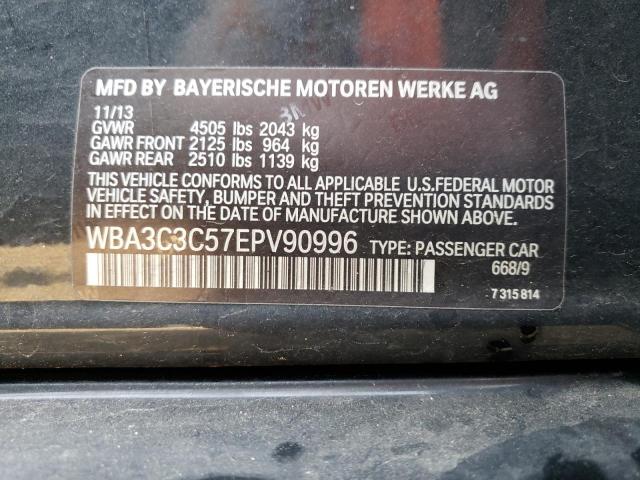 MFD BY BAYERISCHE MOTOREN WERKE AG
11/13
GVWR 4505 lbs 2043 kg
GAWR FRONT 2125 lbs 964 kg
GAWR REAR 2510 lbs 1139 kg
THIS VEHICLE CONFORMS TO ALL APPLICABLE U.S.FEDERAL MOTOR
VEHICLE SAFETY, BUMPER AND THEFT PREVENTION STANDARDS
IN EFFECT ON THE DATE OF MANUFACTURE SHOWN ABOVE.
WBA3C3C57EPV90996 TYPE: PASSENGER CAR
668/9
7 315 814